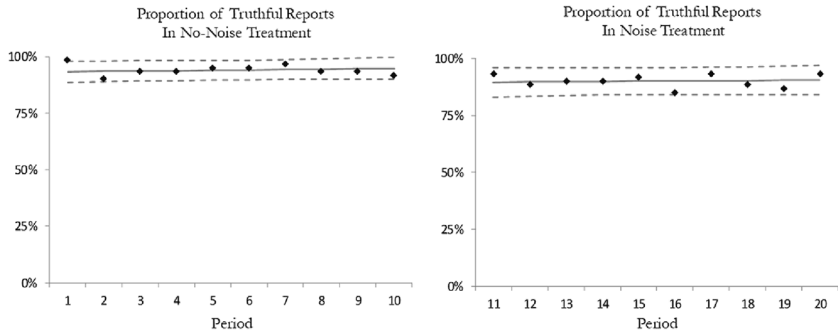 Proportion of Truthful Reports
In No-Noise Treatment
100%
75%
50%
25%
0%
1 2 3 4 5 6 7 8 9 10
Period
Proportion of Truthful Reports
In Noise Treatment
100%
75%
50%
25%
0%
11 12 13 14 15 16 17 18 19 20
Period